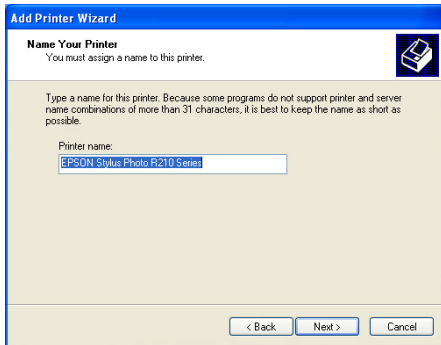 Add Printer Wizard
Name Your Printer
You must assign a name to this printer.
Type a name for this printer. Because some programs do not support printer and server
name combinations of more than 31 characters, it is best to keep the name as short as
possible.
Printer name:
EPSON Stylus Photo R210 Series
< Back
Next >
Cancel